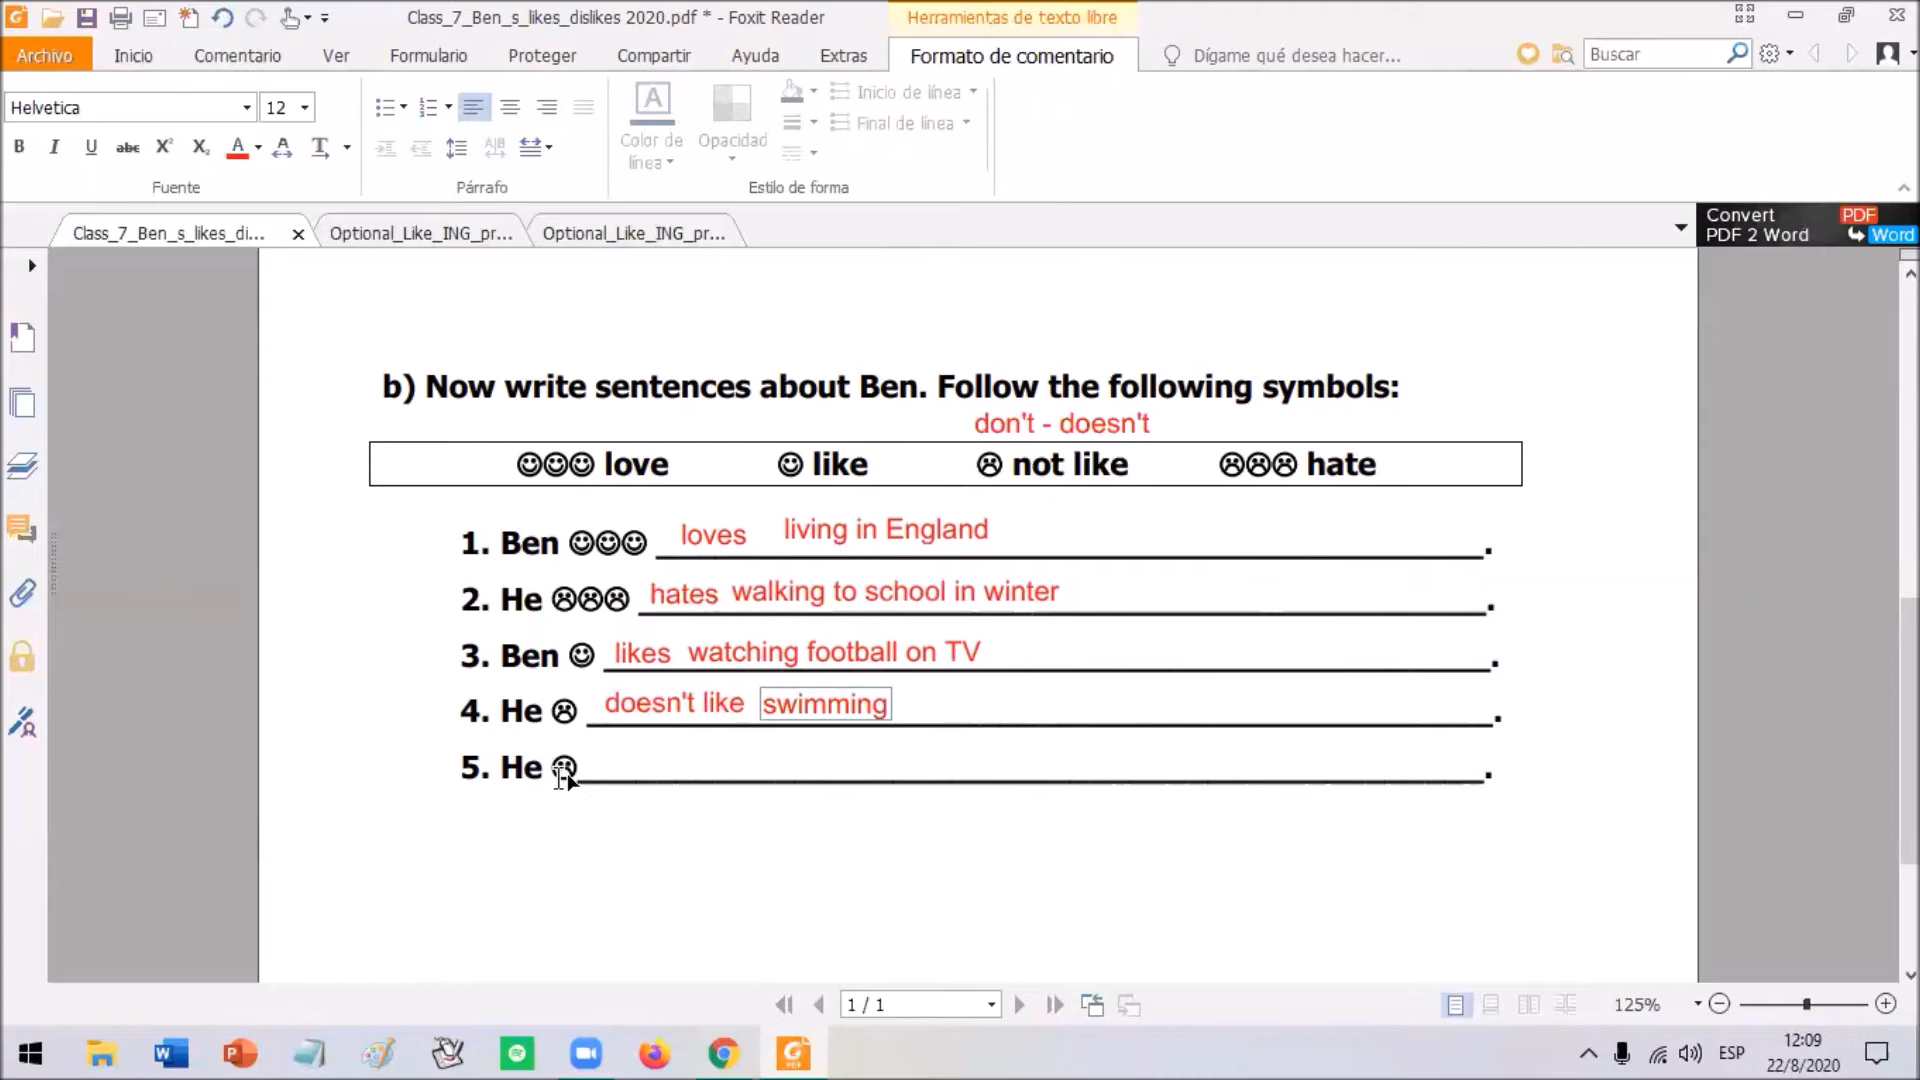 Class_7_Ben_s_likes_dislikes 2020.pdf * - Foxit Reader
Herramientas de texto libre
Archivo Inicio Comentario Ver Formulario Proteger Compartir Ayuda Extras Formato de comentario Dígame qué desea hacer... Buscar
Helvetica 12
Color de línea Opacidad
Inicio de línea
Final de línea
Fuente Párrafo Estilo de forma
Class_7_Ben_s_likes_di... Optional_Like_ING_pr... Optional_Like_ING_pr...
Convert PDF
PDF 2 Word Word
b) Now write sentences about Ben. Follow the following symbols:
don't - doesn't
☺☺☺ love ☺ like ☹ not like ☹☹☹ hate
1. Ben ☺☺☺ loves living in England.
2. He ☹☹☹ hates walking to school in winter.
3. Ben ☺ likes watching football on TV.
4. He ☹ doesn't like swimming.
5. He ☹ .
1 / 1
125%
ESP
12:09
22/8/2020